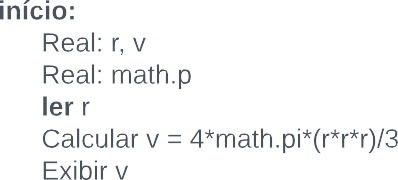 início:
Real: r, v
Real: math.p
ler r
Calcular v = 4*math.pi*(r*r*r)/3
Exibir v